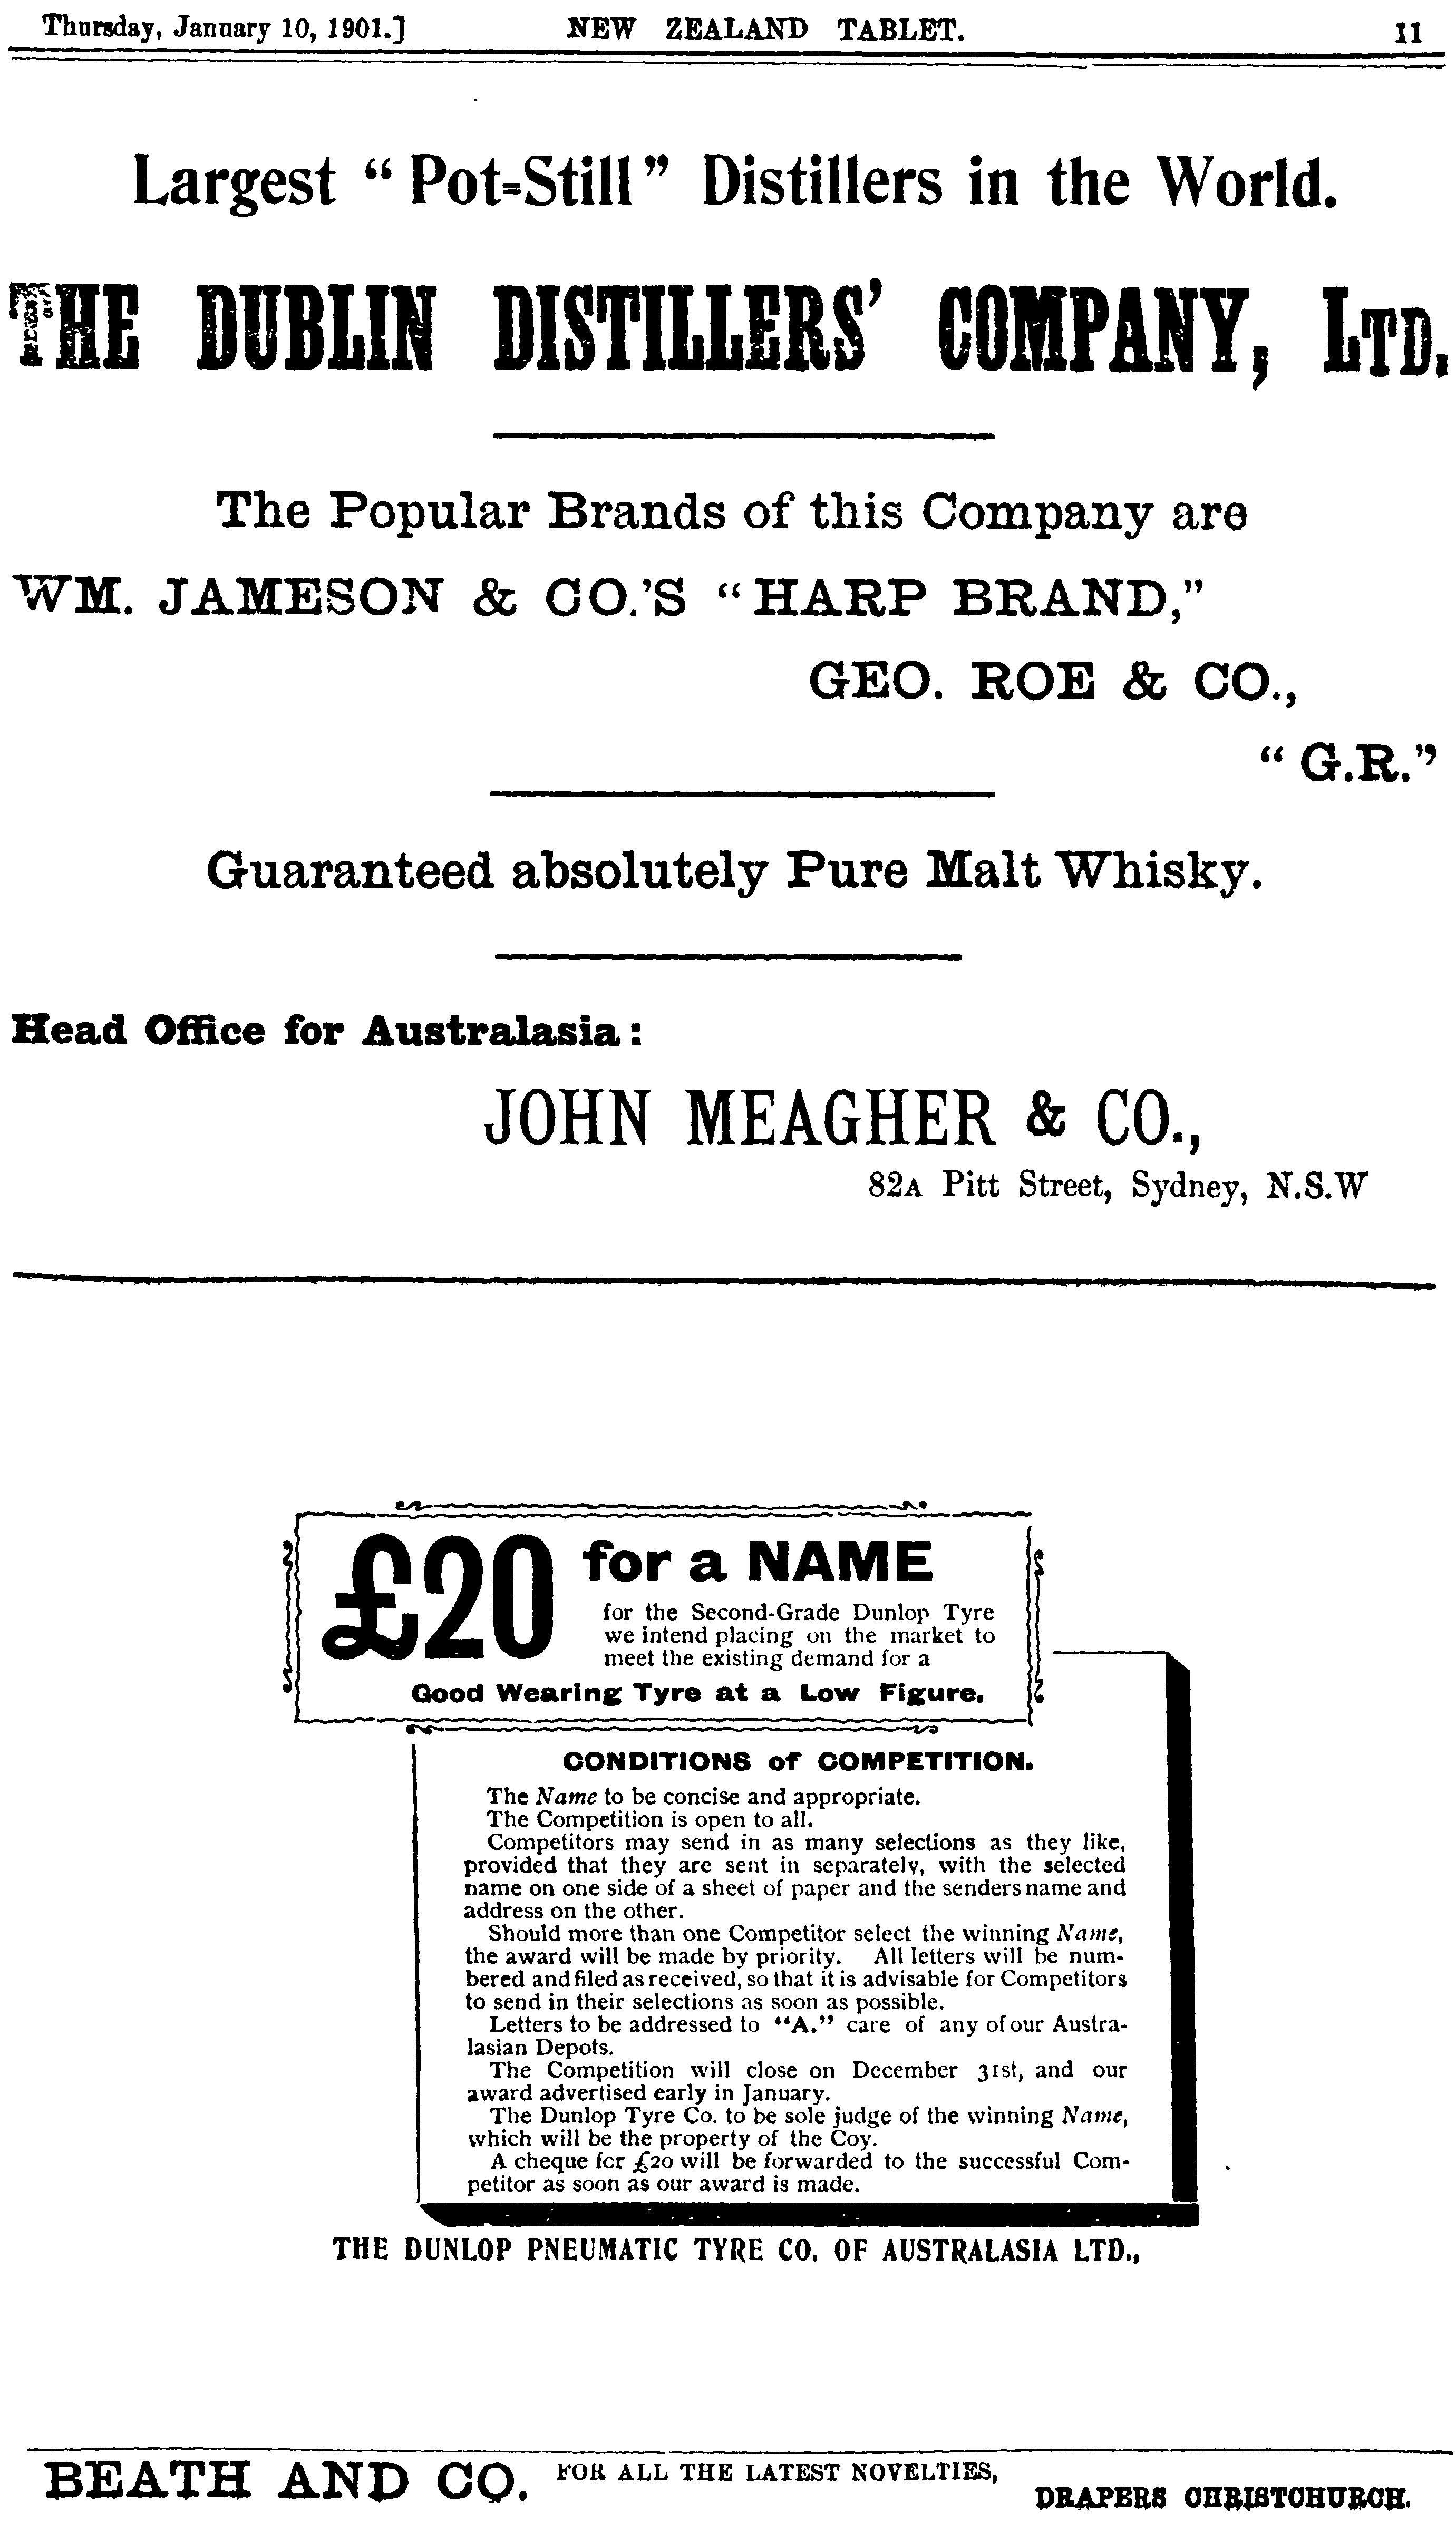 Thursday, January 10, 1901.] NEW ZEALAND TABLET. 11
Largest " Pot-Still " Distillers in the World.
THE DUBLIN DISTILLERS' COMPANY, LTD.
The Popular Brands of this Company are
WM. JAMESON & CO.'S " HARP BRAND,"
GEO. ROE & CO.,
" G.R."
Guaranteed absolutely Pure Malt Whisky.
Head Office for Australasia :
JOHN MEAGHER & CO.,
82A Pitt Street, Sydney, N.S.W
£20 for a NAME
for the Second-Grade Dunlop Tyre
we intend placing on the market to
meet the existing demand for a
Good Wearing Tyre at a Low Figure.
CONDITIONS of COMPETITION.
The Name to be concise and appropriate.
The Competition is open to all.
Competitors may send in as many selections as they like,
provided that they are sent in separately, with the selected
name on one side of a sheet of paper and the senders name and
address on the other.
Should more than one Competitor select the winning Name,
the award will be made by priority. All letters will be num-
bered and filed as received, so that it is advisable for Competitors
to send in their selections as soon as possible.
Letters to be addressed to "A." care of any of our Austra-
lasian Depots.
The Competition will close on December 31st, and our
award advertised early in January.
The Dunlop Tyre Co. to be sole judge of the winning Name,
which will be the property of the Coy.
A cheque for £20 will be forwarded to the successful Com-
petitor as soon as our award is made.
THE DUNLOP PNEUMATIC TYRE CO. OF AUSTRALASIA LTD.,
BEATH AND CO. FOR ALL THE LATEST NOVELTIES, DRAPERS CHRISTCHURCH.